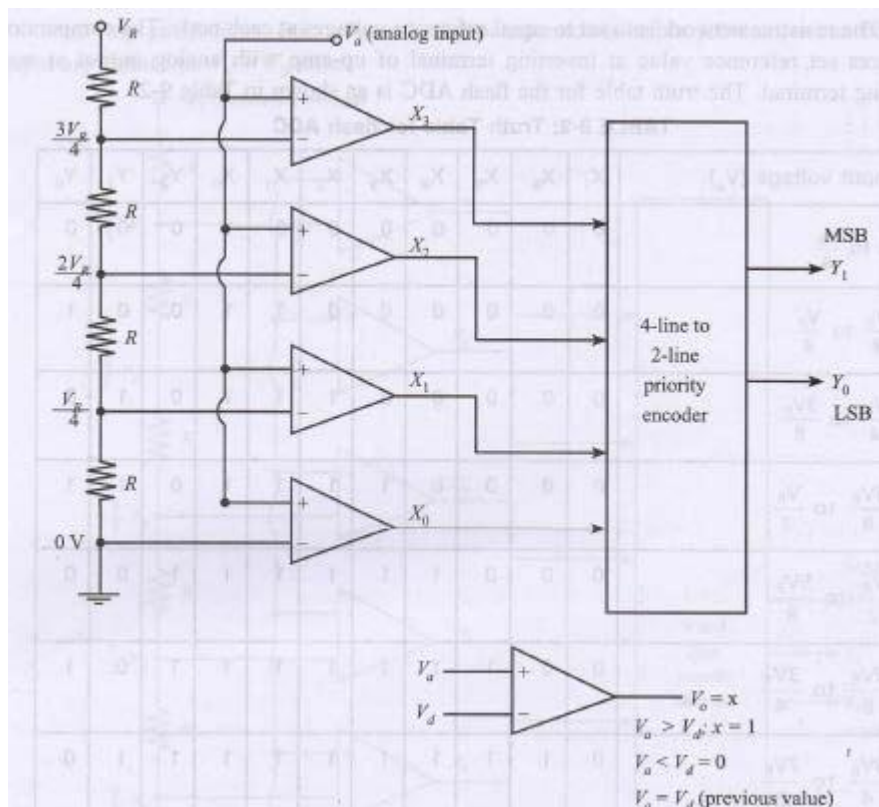 V_R
V_a (analog input)
R
X_3
3V_R/4
R
X_2
2V_R/4
MSB
Y_1
R
4-line to
2-line
priority
encoder
X_1
V_R/4
Y_0
LSB
R
X_0
0 V
+
−
+
−
+
−
+
−
V_a
+
V_d
−
V_o = x
V_a > V_d; x = 1
V_a < V_d = 0
V_a = V_d (previous value)